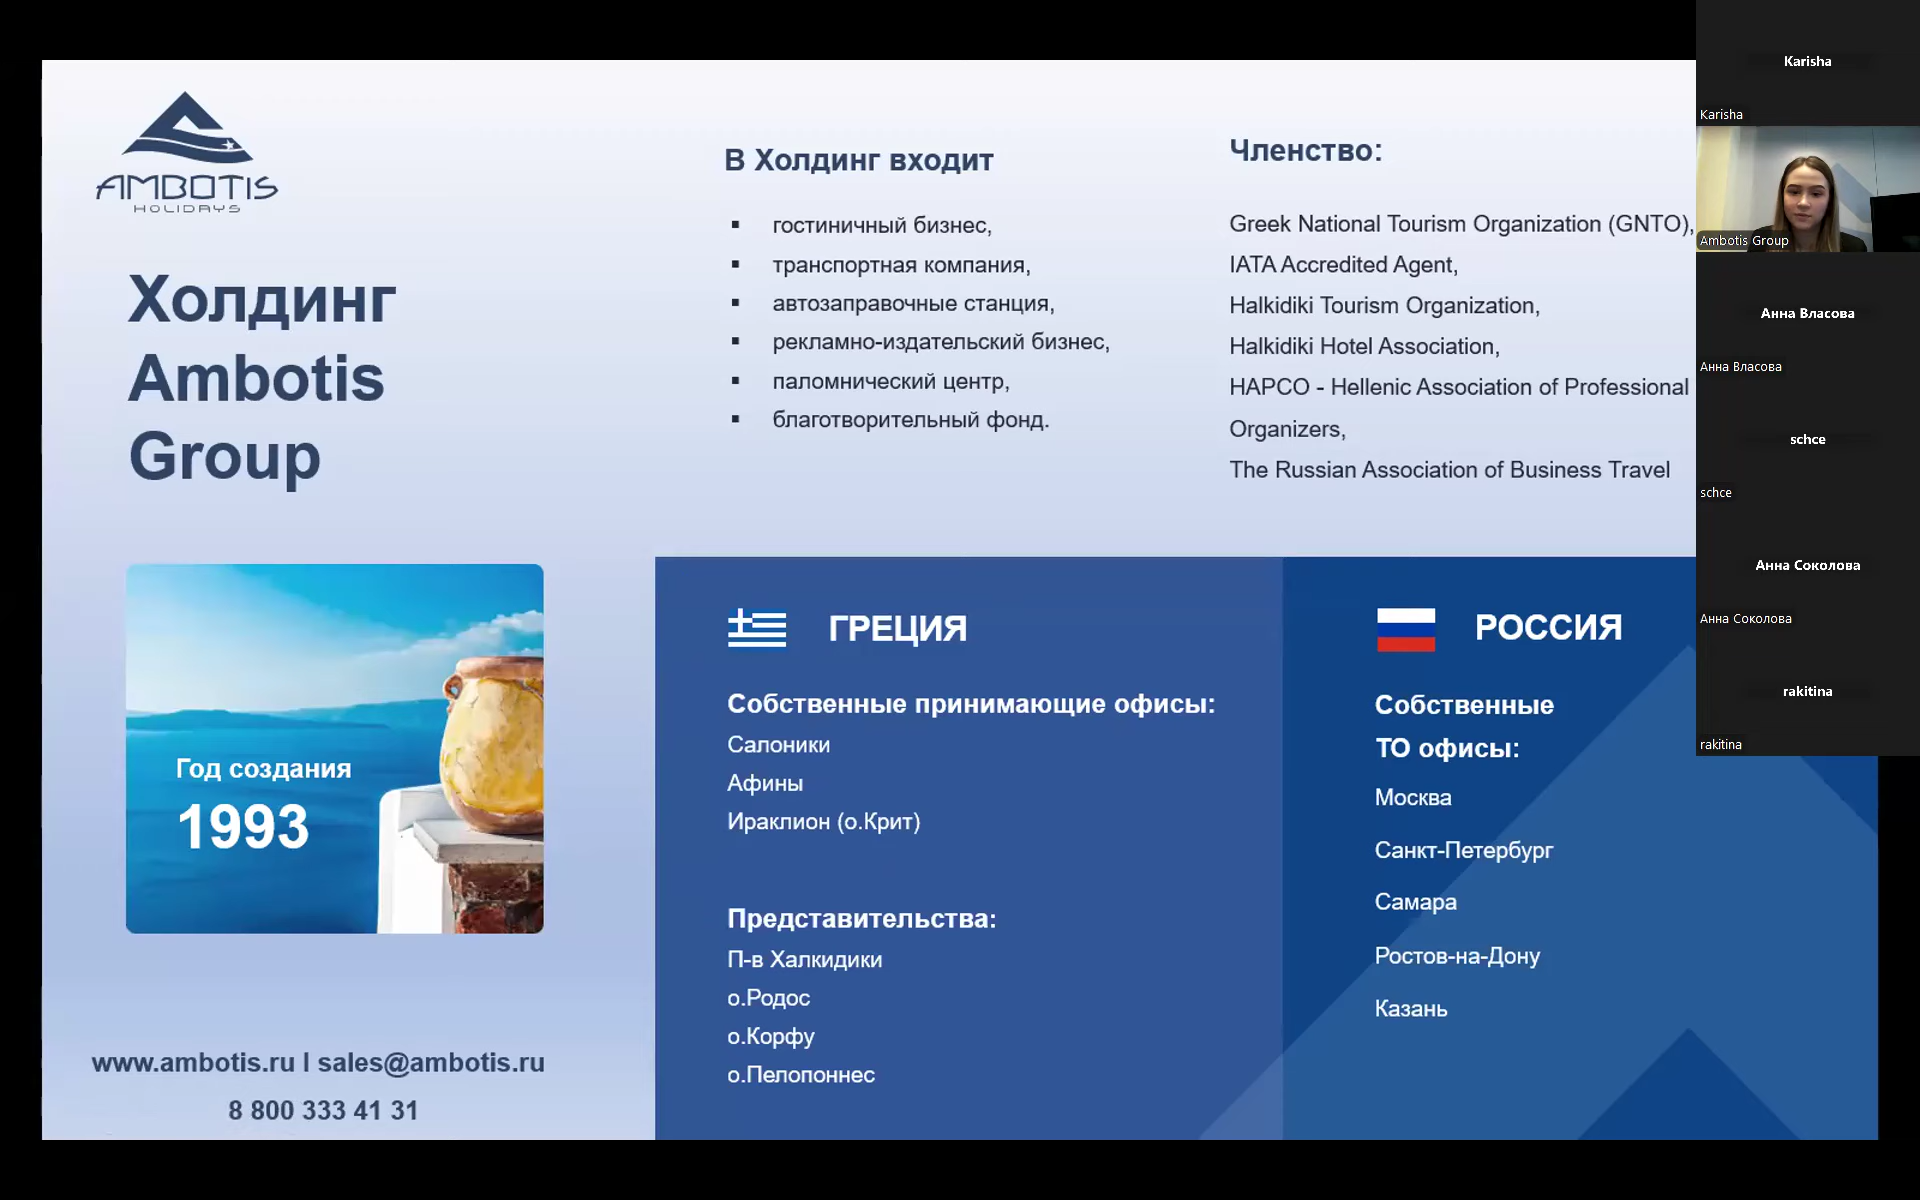 AMBOTIS
HOLIDAYS
Холдинг
Ambotis
Group
В Холдинг входит
▪ гостиничный бизнес,
▪ транспортная компания,
▪ автозаправочные станция,
▪ рекламно-издательский бизнес,
▪ паломнический центр,
▪ благотворительный фонд.
Членство:
Greek National Tourism Organization (GNTO),
IATA Accredited Agent,
Halkidiki Tourism Organization,
Halkidiki Hotel Association,
HAPCO - Hellenic Association of Professional
Organizers,
The Russian Association of Business Travel
Год создания
1993
www.ambotis.ru I sales@ambotis.ru
8 800 333 41 31
ГРЕЦИЯ
Собственные принимающие офисы:
Салоники
Афины
Ираклион (о.Крит)
Представительства:
П-в Халкидики
о.Родос
о.Корфу
о.Пелопоннес
РОССИЯ
Собственные
ТО офисы:
Москва
Санкт-Петербург
Самара
Ростов-на-Дону
Казань
Karisha
Karisha
Ambotis Group
Анна Власова
Анна Власова
schce
schce
Анна Соколова
Анна Соколова
rakitina
rakitina